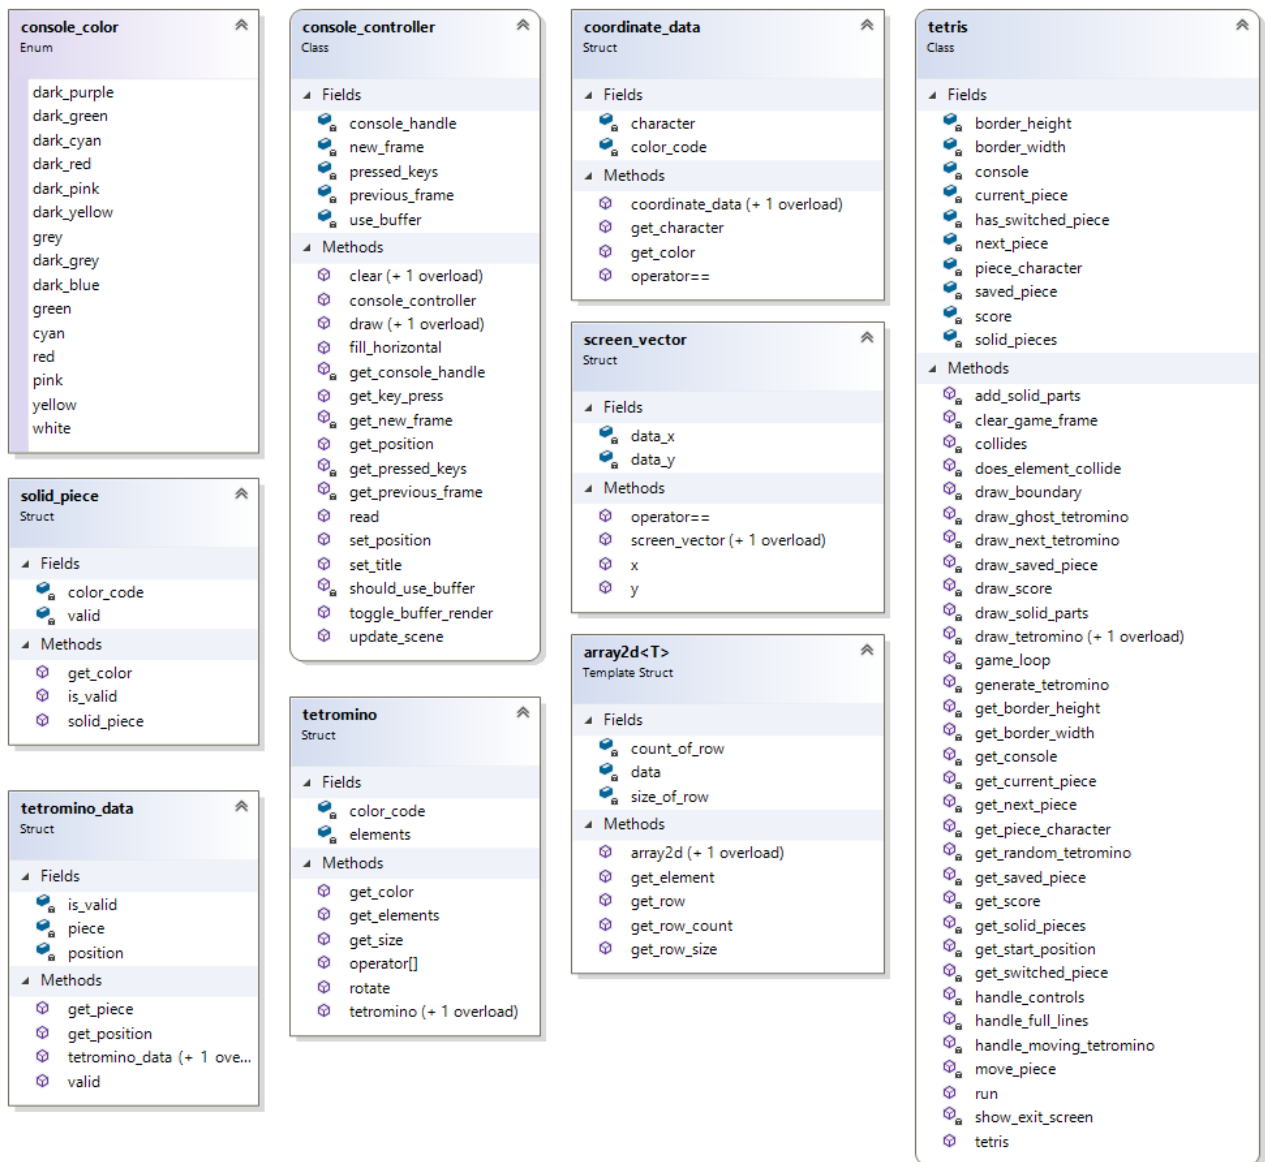 console_color
Enum
dark_purple
dark_green
dark_cyan
dark_red
dark_pink
dark_yellow
grey
dark_grey
dark_blue
green
cyan
red
pink
yellow
white
solid_piece
Struct
Fields
color_code
valid
Methods
get_color
is_valid
solid_piece
tetromino_data
Struct
Fields
is_valid
piece
position
Methods
get_piece
get_position
tetromino_data (+ 1 ove...
valid
console_controller
Class
Fields
console_handle
new_frame
pressed_keys
previous_frame
use_buffer
Methods
clear (+ 1 overload)
console_controller
draw (+ 1 overload)
fill_horizontal
get_console_handle
get_key_press
get_new_frame
get_position
get_pressed_keys
get_previous_frame
read
set_position
set_title
should_use_buffer
toggle_buffer_render
update_scene
tetromino
Struct
Fields
color_code
elements
Methods
get_color
get_elements
get_size
operator[]
rotate
tetromino (+ 1 overload)
coordinate_data
Struct
Fields
character
color_code
Methods
coordinate_data (+ 1 overload)
get_character
get_color
operator==
screen_vector
Struct
Fields
data_x
data_y
Methods
operator==
screen_vector (+ 1 overload)
x
y
array2d<T>
Template Struct
Fields
count_of_row
data
size_of_row
Methods
array2d (+ 1 overload)
get_element
get_row
get_row_count
get_row_size
tetris
Class
Fields
border_height
border_width
console
current_piece
has_switched_piece
next_piece
piece_character
saved_piece
score
solid_pieces
Methods
add_solid_parts
clear_game_frame
collides
does_element_collide
draw_boundary
draw_ghost_tetromino
draw_next_tetromino
draw_saved_piece
draw_score
draw_solid_parts
draw_tetromino (+ 1 overload)
game_loop
generate_tetromino
get_border_height
get_border_width
get_console
get_current_piece
get_next_piece
get_piece_character
get_random_tetromino
get_saved_piece
get_score
get_solid_pieces
get_start_position
get_switched_piece
handle_controls
handle_full_lines
handle_moving_tetromino
move_piece
run
show_exit_screen
tetris